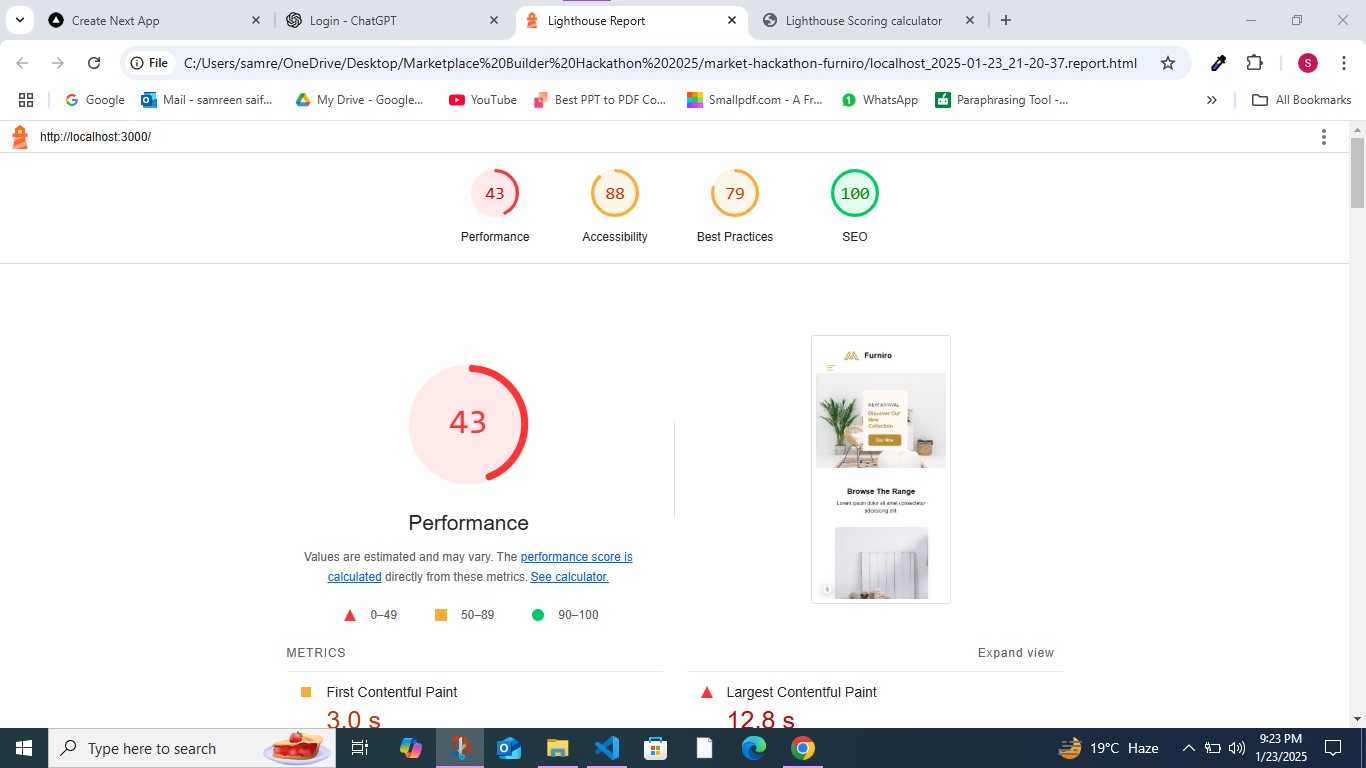 Create Next App
Login - ChatGPT
Lighthouse Report
Lighthouse Scoring calculator
File
C:/Users/samre/OneDrive/Desktop/Marketplace%20Builder%20Hackathon%202025/market-hackathon-furniro/localhost_2025-01-23_21-20-37.report.html
S
Google
Mail - samreen saif...
My Drive - Google...
YouTube
Best PPT to PDF Co...
Smallpdf.com - A Fr...
WhatsApp
Paraphrasing Tool -...
All Bookmarks
http://localhost:3000/
43
88
79
100
Performance
Accessibility
Best Practices
SEO
Furniro
NEW ARRIVAL
Discover Our
New
Collection
Buy Now
Browse The Range
Lorem ipsum dolor sit amet consectetur
adipisicing elit.
43
Performance
Values are estimated and may vary. The performance score is
calculated directly from these metrics. See calculator.
0–49
50–89
90–100
METRICS
Expand view
First Contentful Paint
3.0 s
Largest Contentful Paint
12.8 s
Type here to search
19°C Haze
9:23 PM
1/23/2025